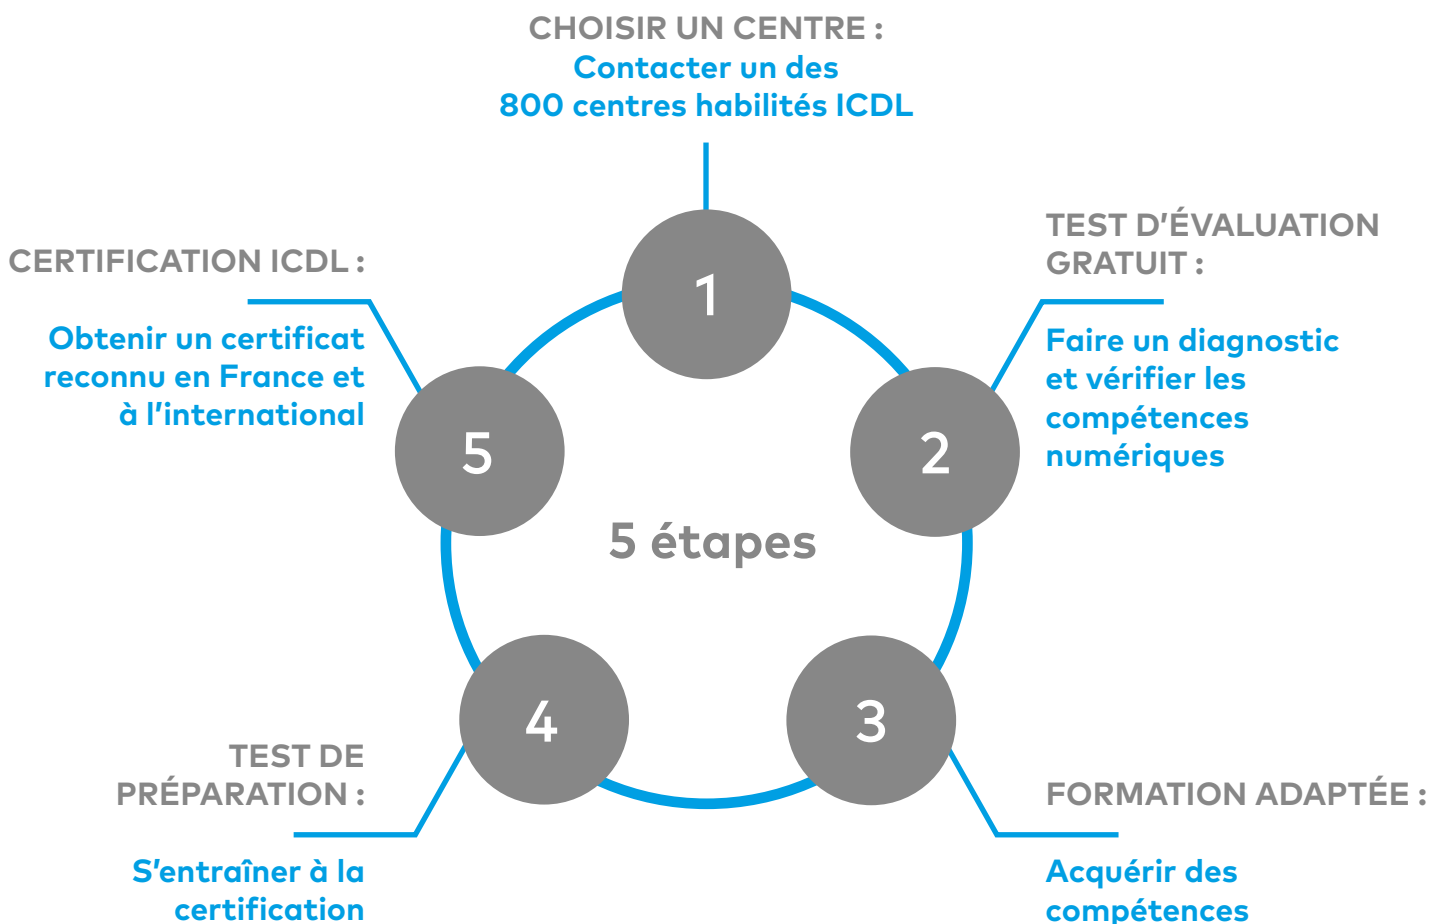 CHOISIR UN CENTRE :
Contacter un des
800 centres habilités ICDL
1
TEST D'ÉVALUATION
GRATUIT :
Faire un diagnostic
et vérifier les
compétences
numériques
2
5 étapes
3
FORMATION ADAPTÉE :
Acquérir des
compétences
4
TEST DE
PRÉPARATION :
S'entraîner à la
certification
5
CERTIFICATION ICDL :
Obtenir un certificat
reconnu en France et
à l'international